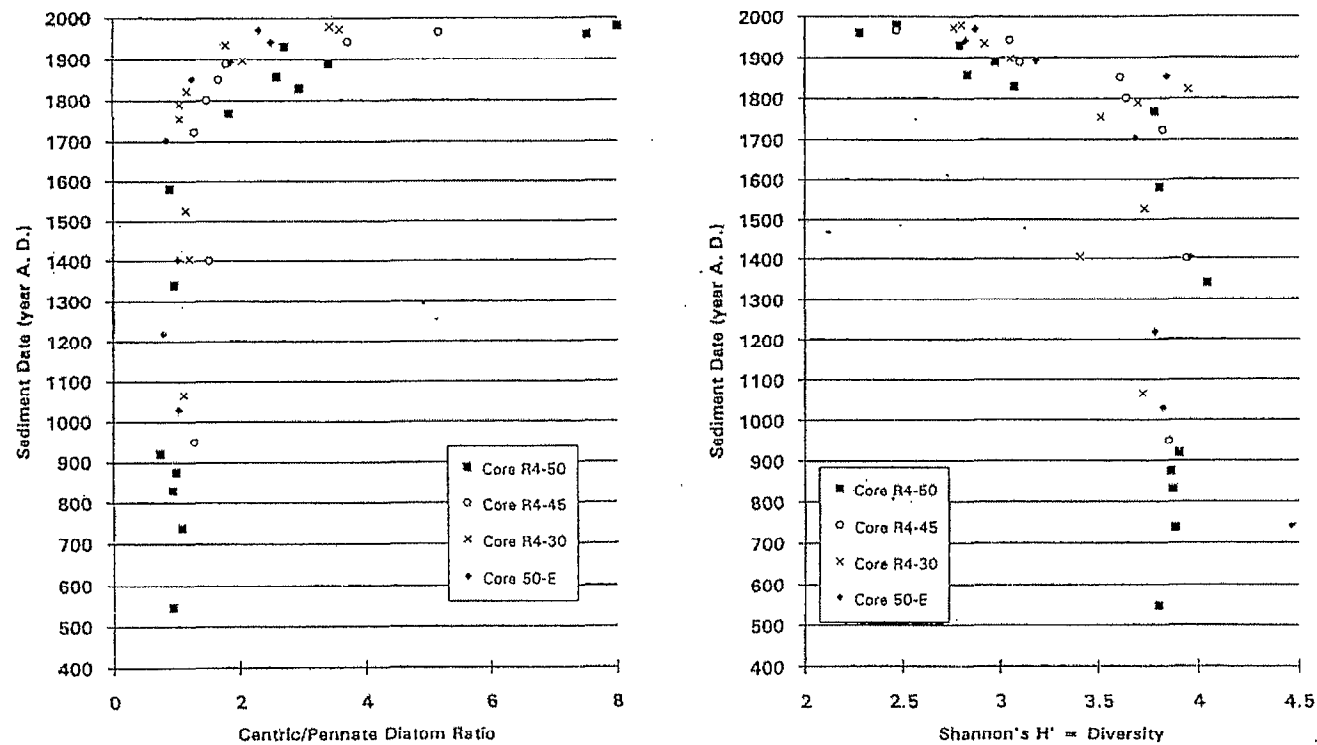 2000
1900
1800
1700
1600
1500
1400
1300
1200
1100
1000
900
800
700
600
500
400
Sediment Date (year A. D.)
0 2 4 6 8
Centric/Pennate Diatom Ratio
Core R4-50
Core R4-45
Core R4-30
Core 50-E
2000
1900
1800
1700
1600
1500
1400
1300
1200
1100
1000
900
800
700
600
500
400
Sediment Date (year A. D.)
2 2.5 3 3.5 4 4.5
Shannon's H' = Diversity
Core R4-50
Core R4-45
Core R4-30
Core 50-E